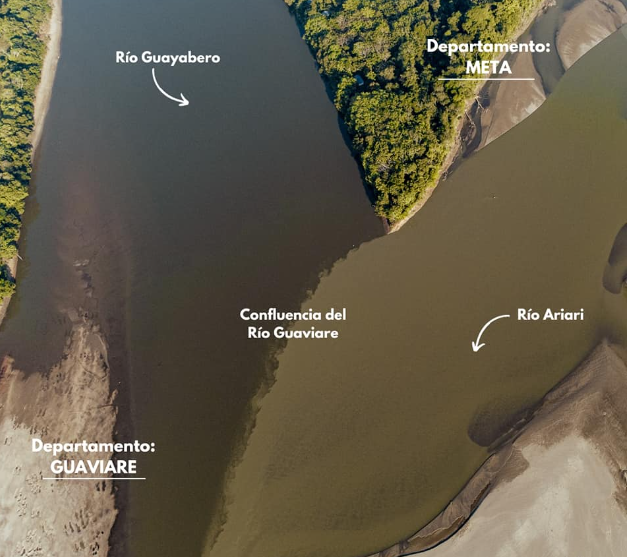 Río Guayabero
Departamento:
META
Confluencia del
Río Guaviare
Río Ariari
Departamento:
GUAVIARE